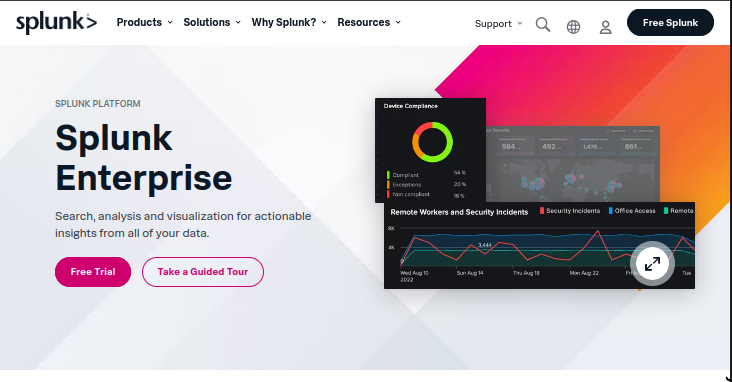 splunk>
Products
Solutions
Why Splunk?
Resources
Support
Free Splunk
SPLUNK PLATFORM
Splunk
Enterprise
Search, analysis and visualization for actionable
insights from all of your data.
Free Trial
Take a Guided Tour
Device Compliance
Compliant 54 %
Exceptions 20 %
Non compliant 16 %
Security
984
492
1,476
861
Remote Workers and Security Incidents
Security Incidents
Office Access
Remote
8K
4K
0
3,444
Wed Aug 10
2022
Sun Aug 14
Thu Aug 18
Mon Aug 22
Tue